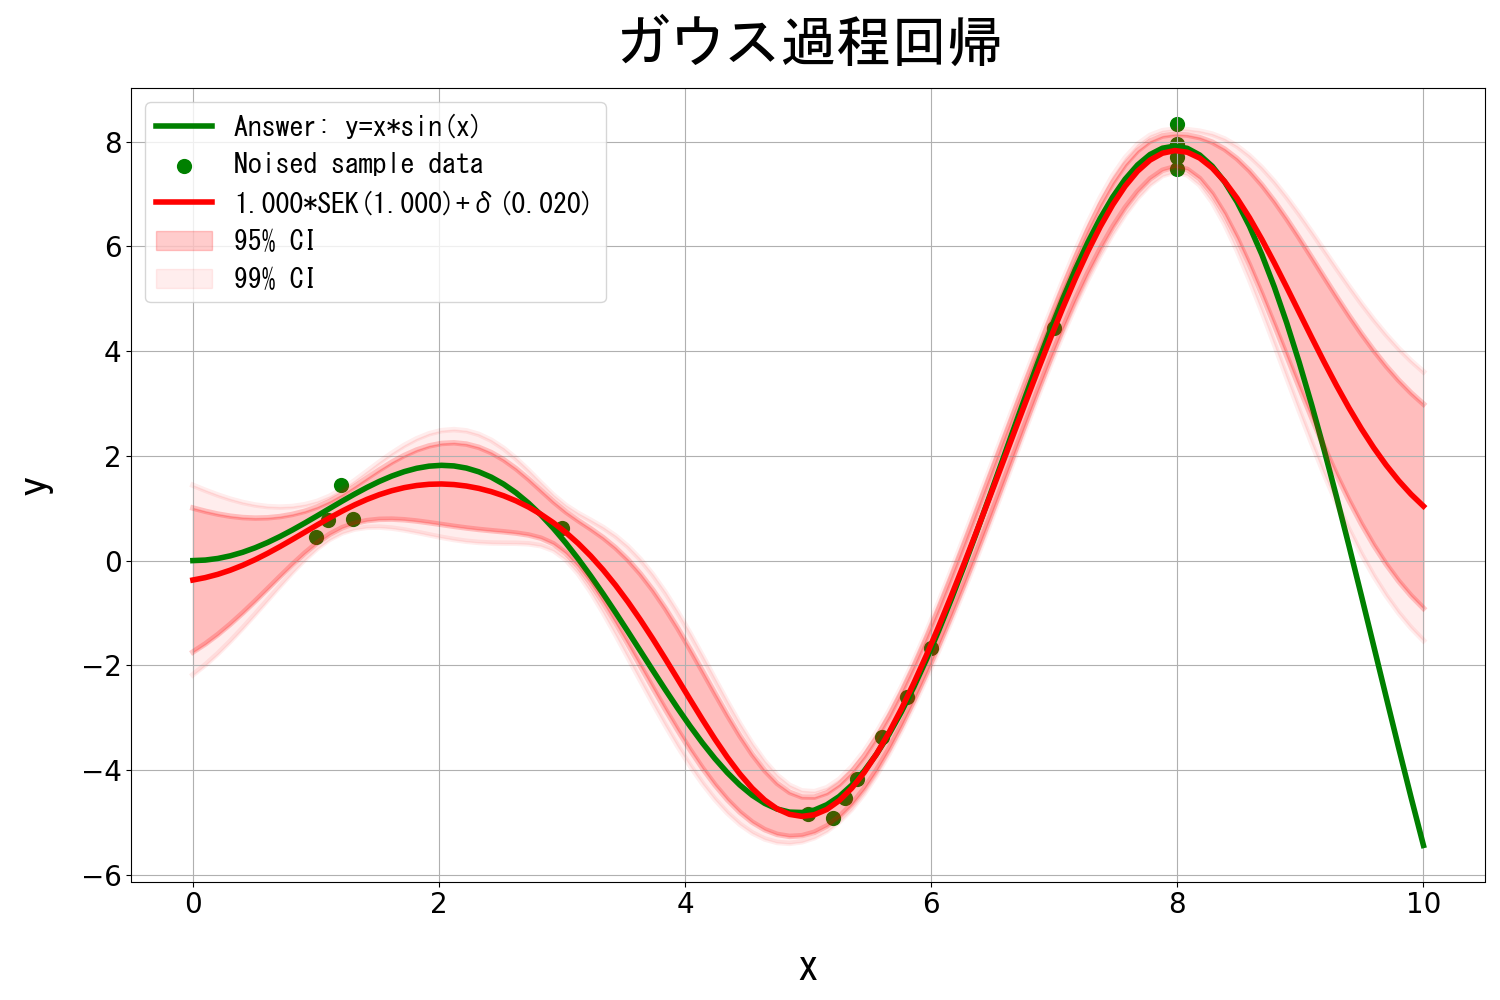 ガウス過程回帰
Answer: y=x*sin(x)
Noised sample data
1.000*SEK(1.000)+δ(0.020)
95% CI
99% CI
8
6
4
2
0
−2
−4
−6
y
0 2 4 6 8 10
x